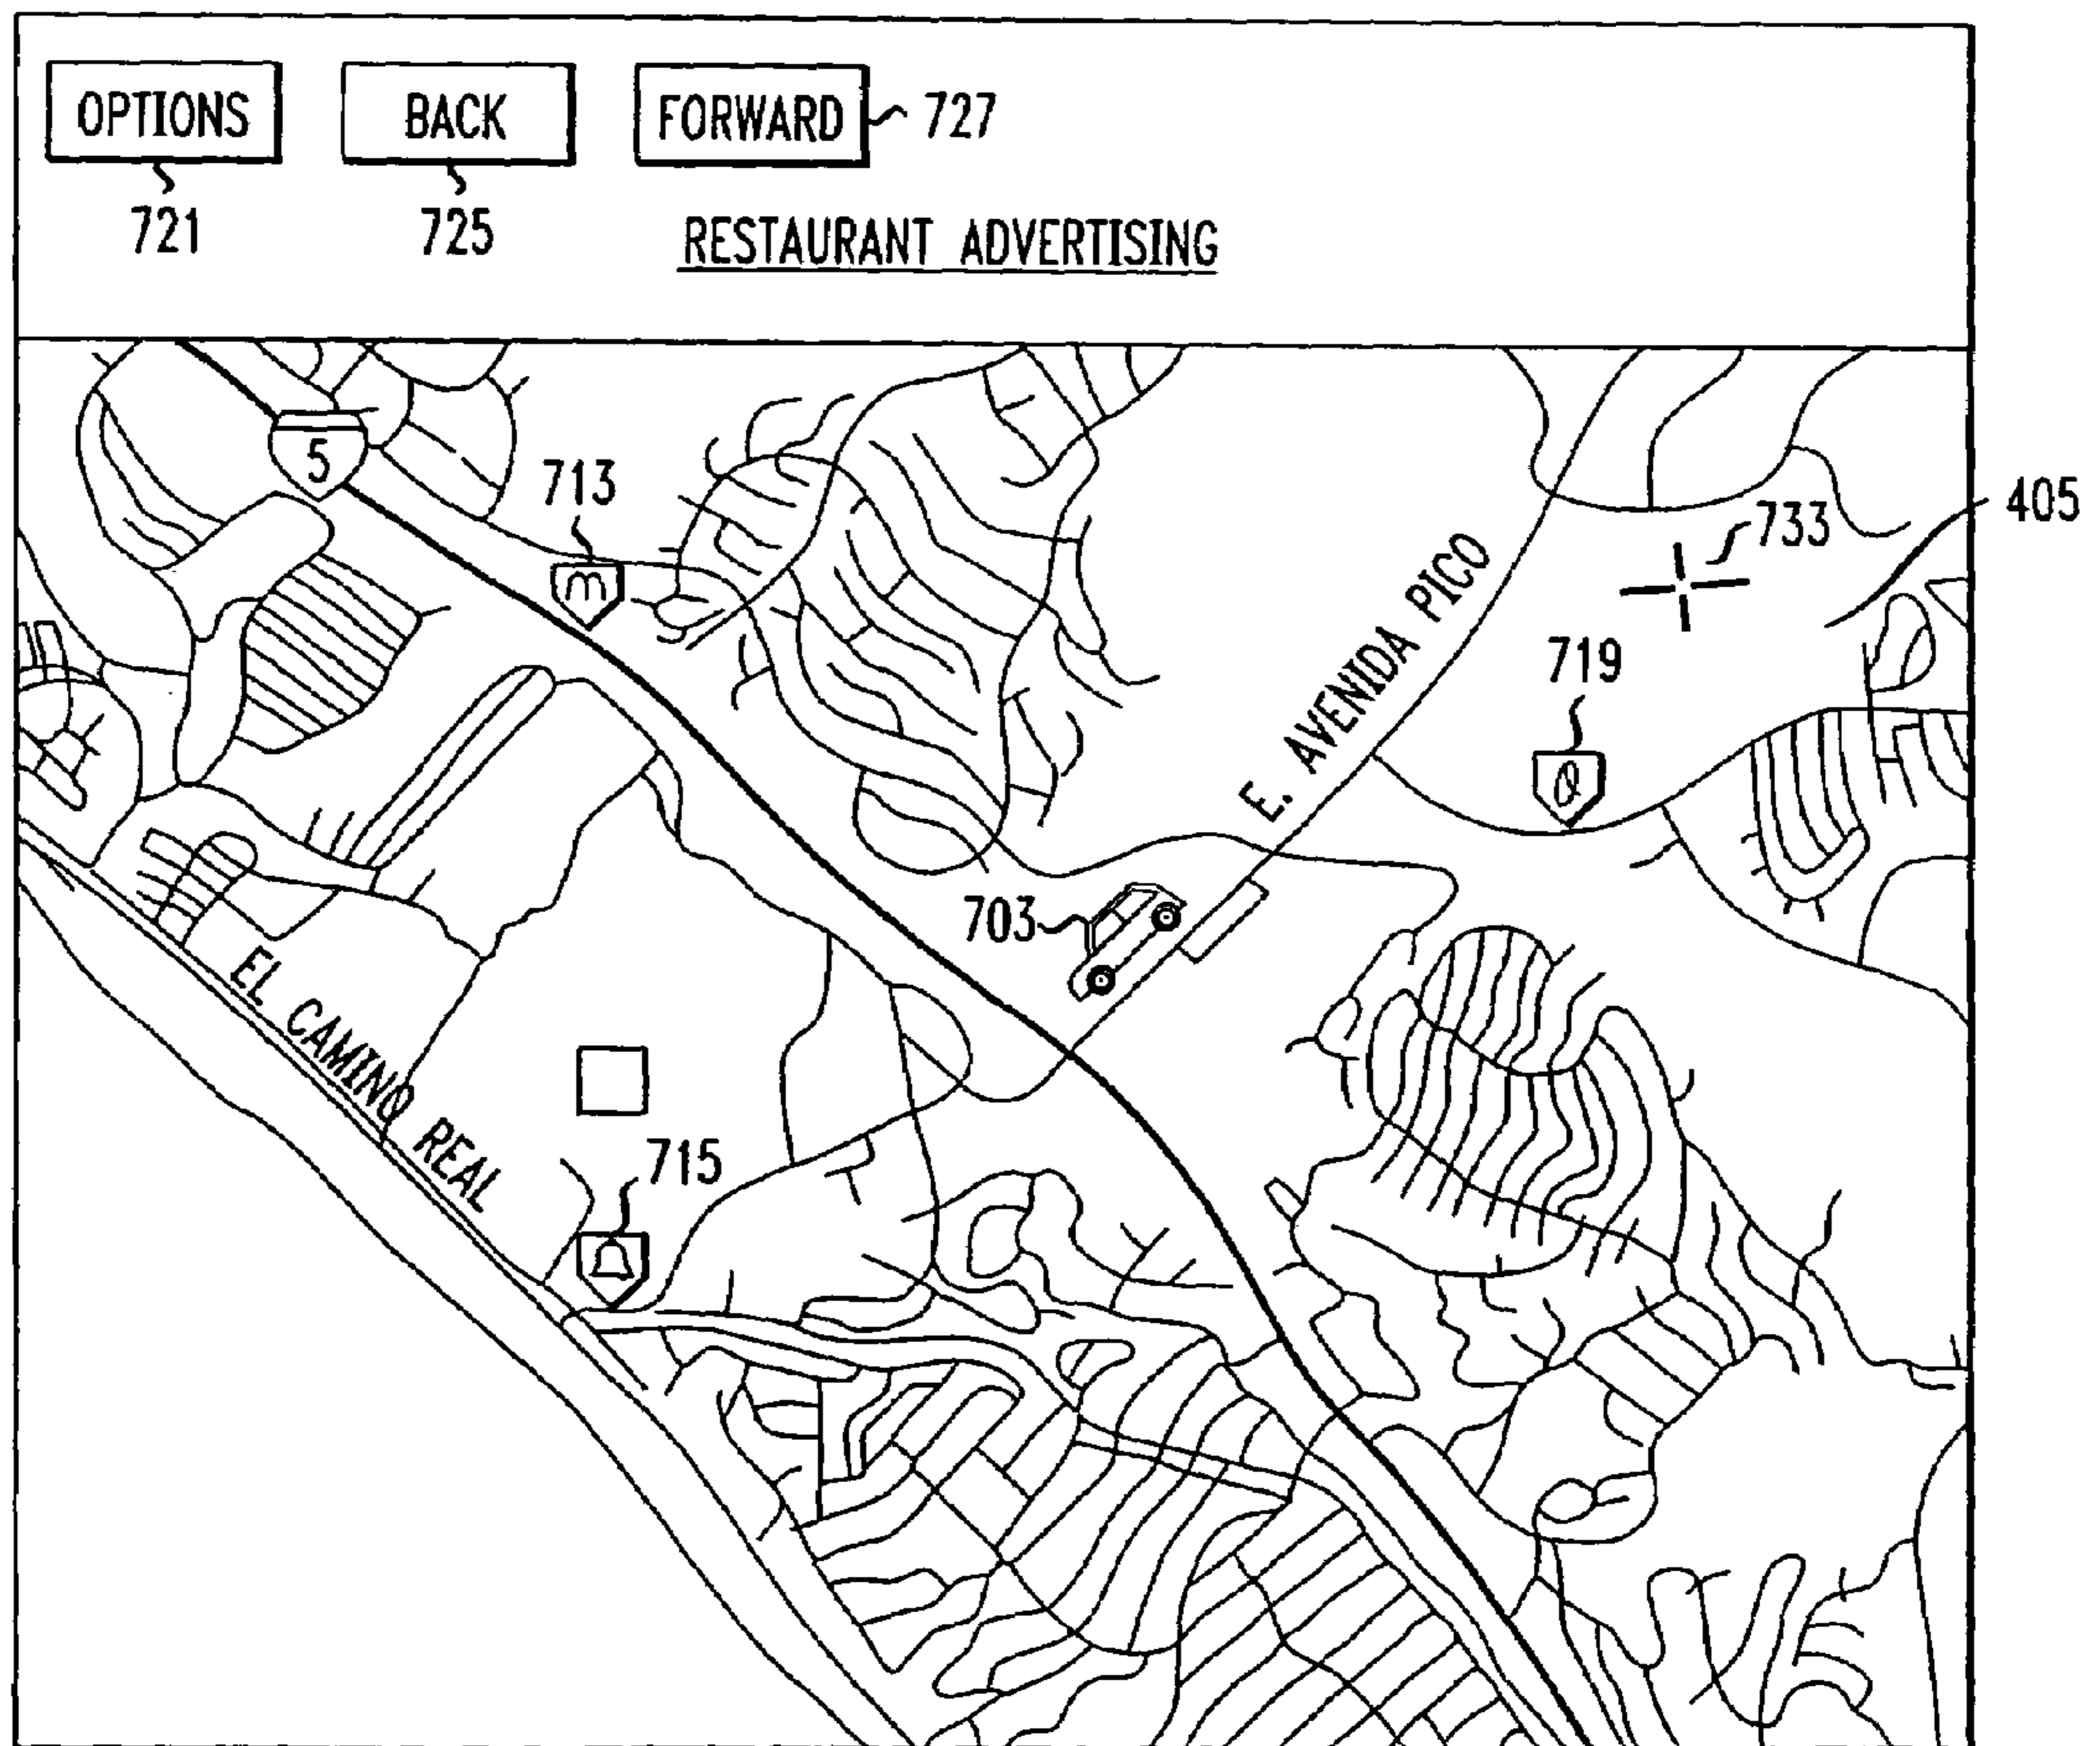 OPTIONS
BACK
FORWARD
727
721
725
RESTAURANT ADVERTISING
5
713
m
405
733
E. AVENIDA PICO
719
703
EL CAMINO REAL
715